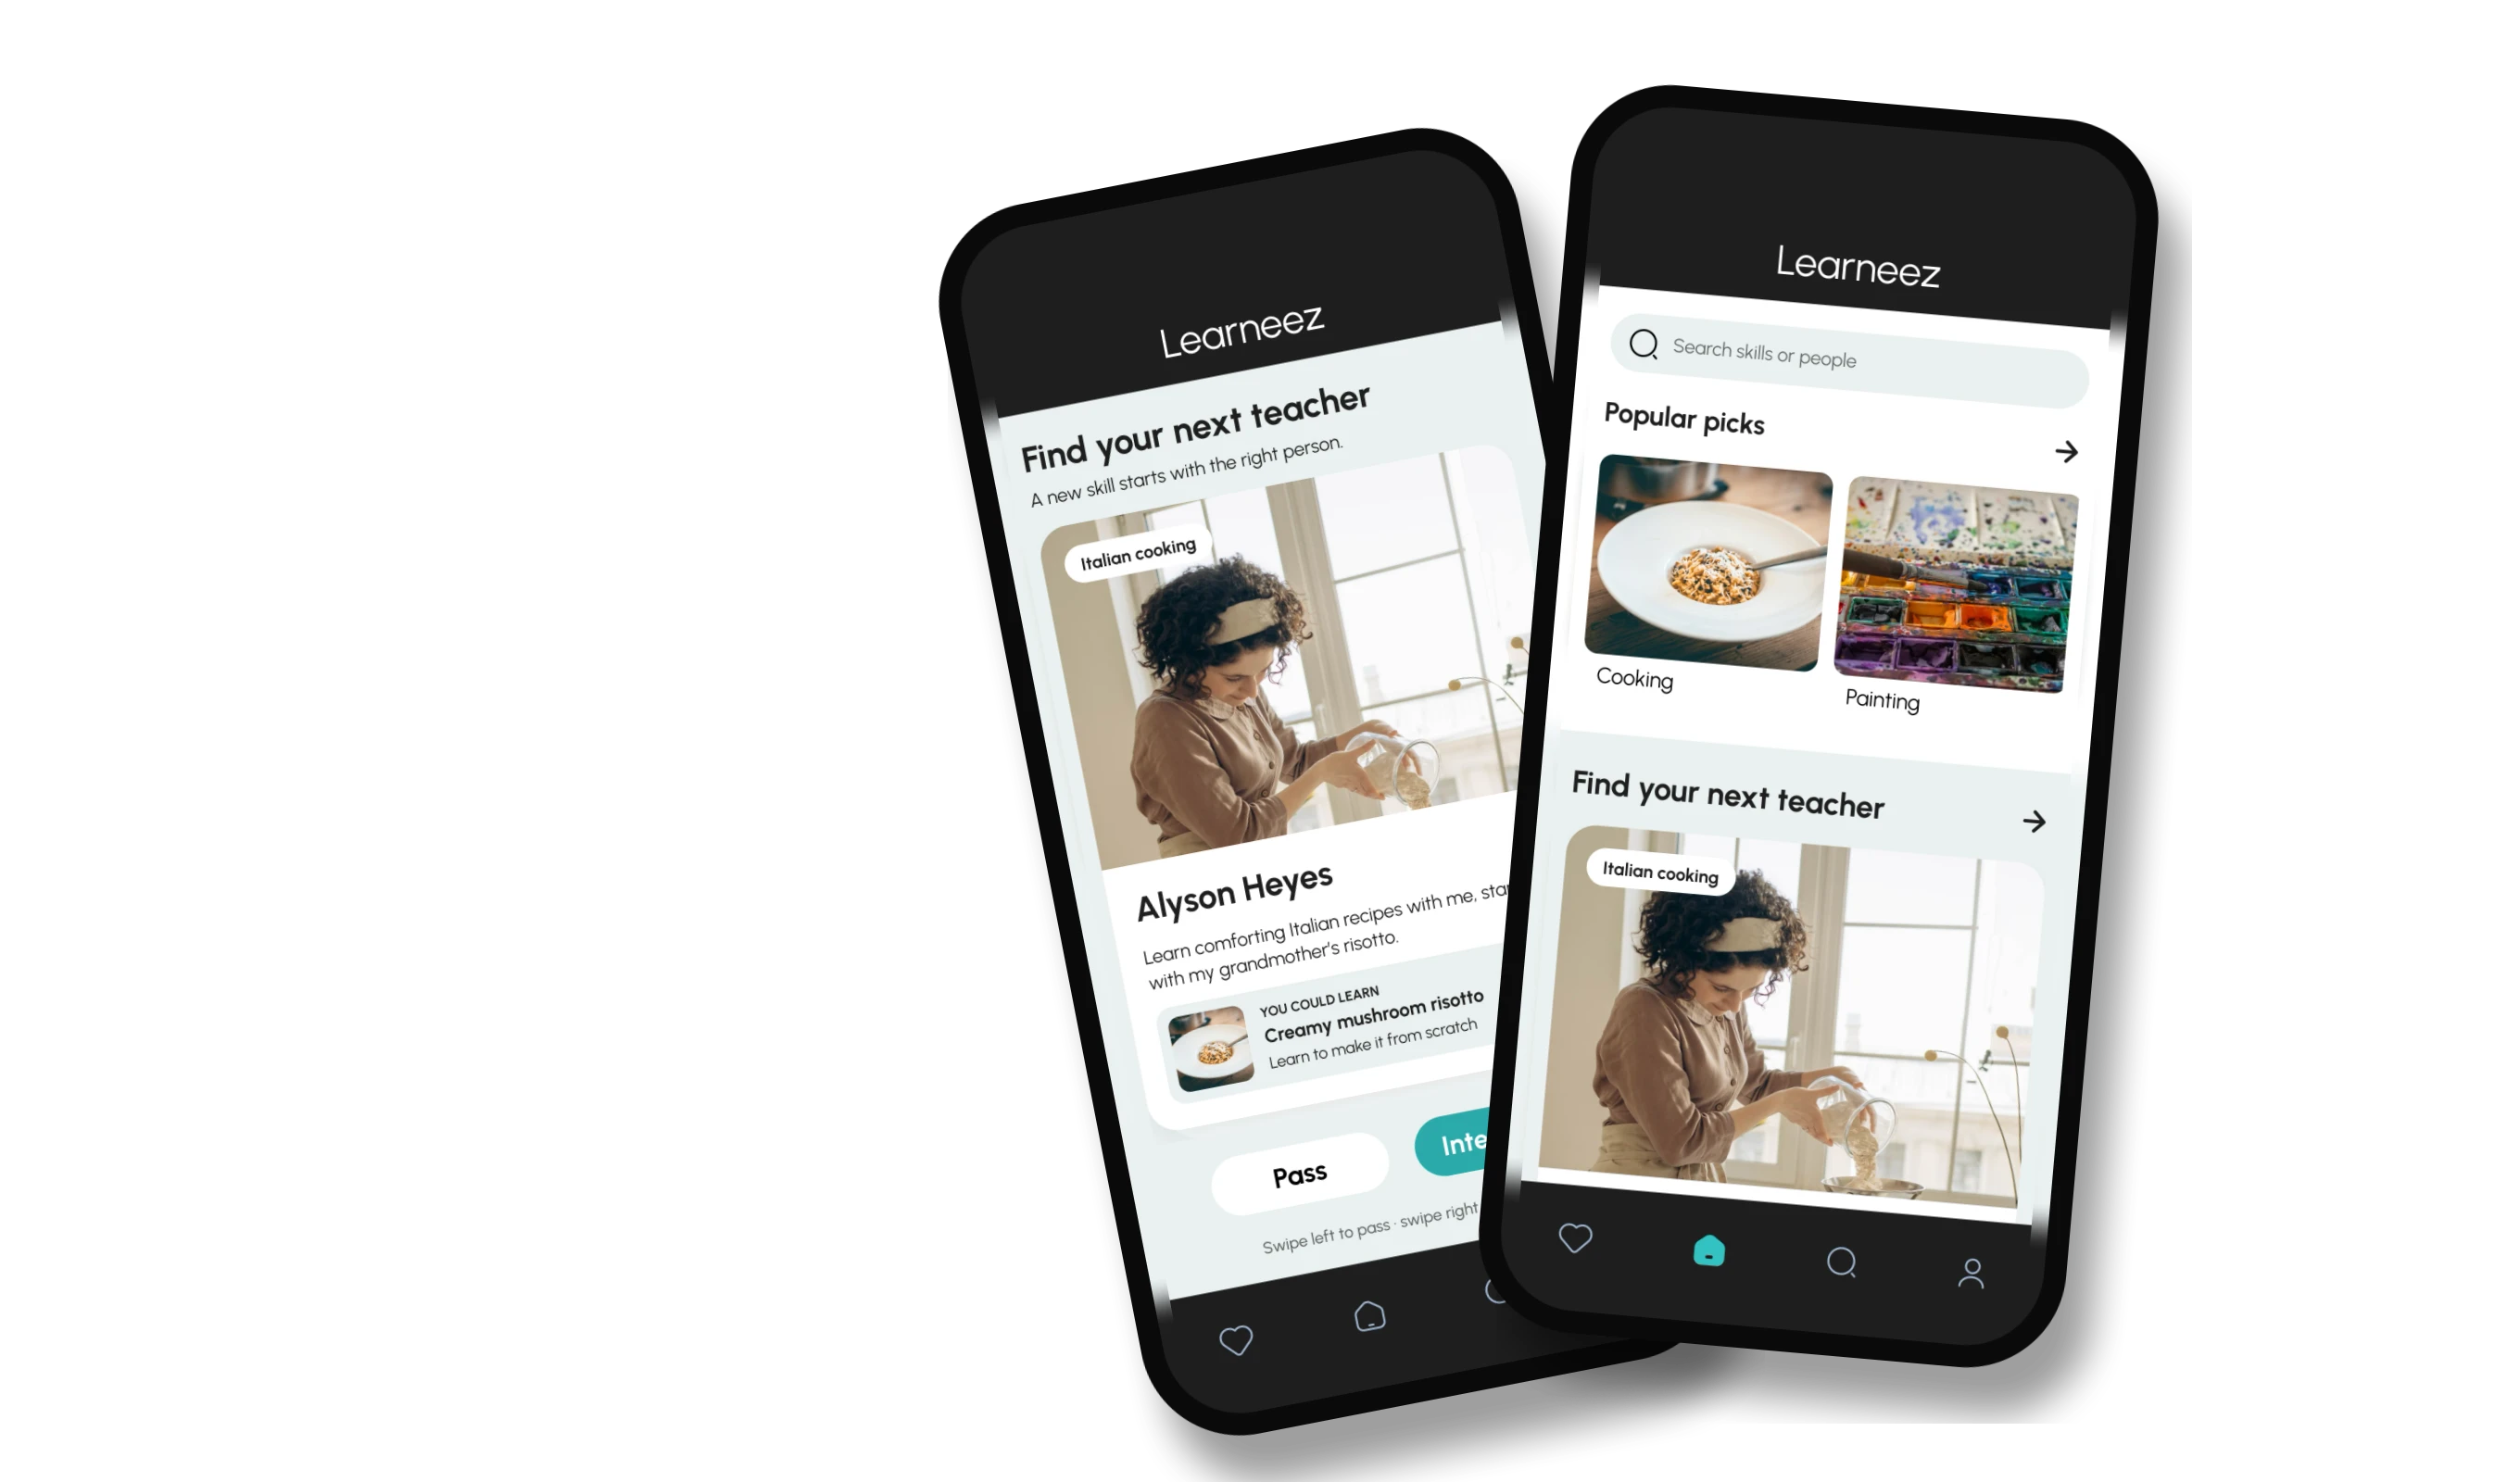 Learneez
Find your next teacher
A new skill starts with the right person.
Italian cooking
Alyson Heyes
Learn comforting Italian recipes with me,
with my grandmother's risotto.
YOU COULD LEARN
Creamy mushroom risotto
Learn to make it from scratch
Pass
Swipe left to pass · swipe right
Learneez
Search skills or people
Popular picks
Cooking
Painting
Find your next teacher
Italian cooking